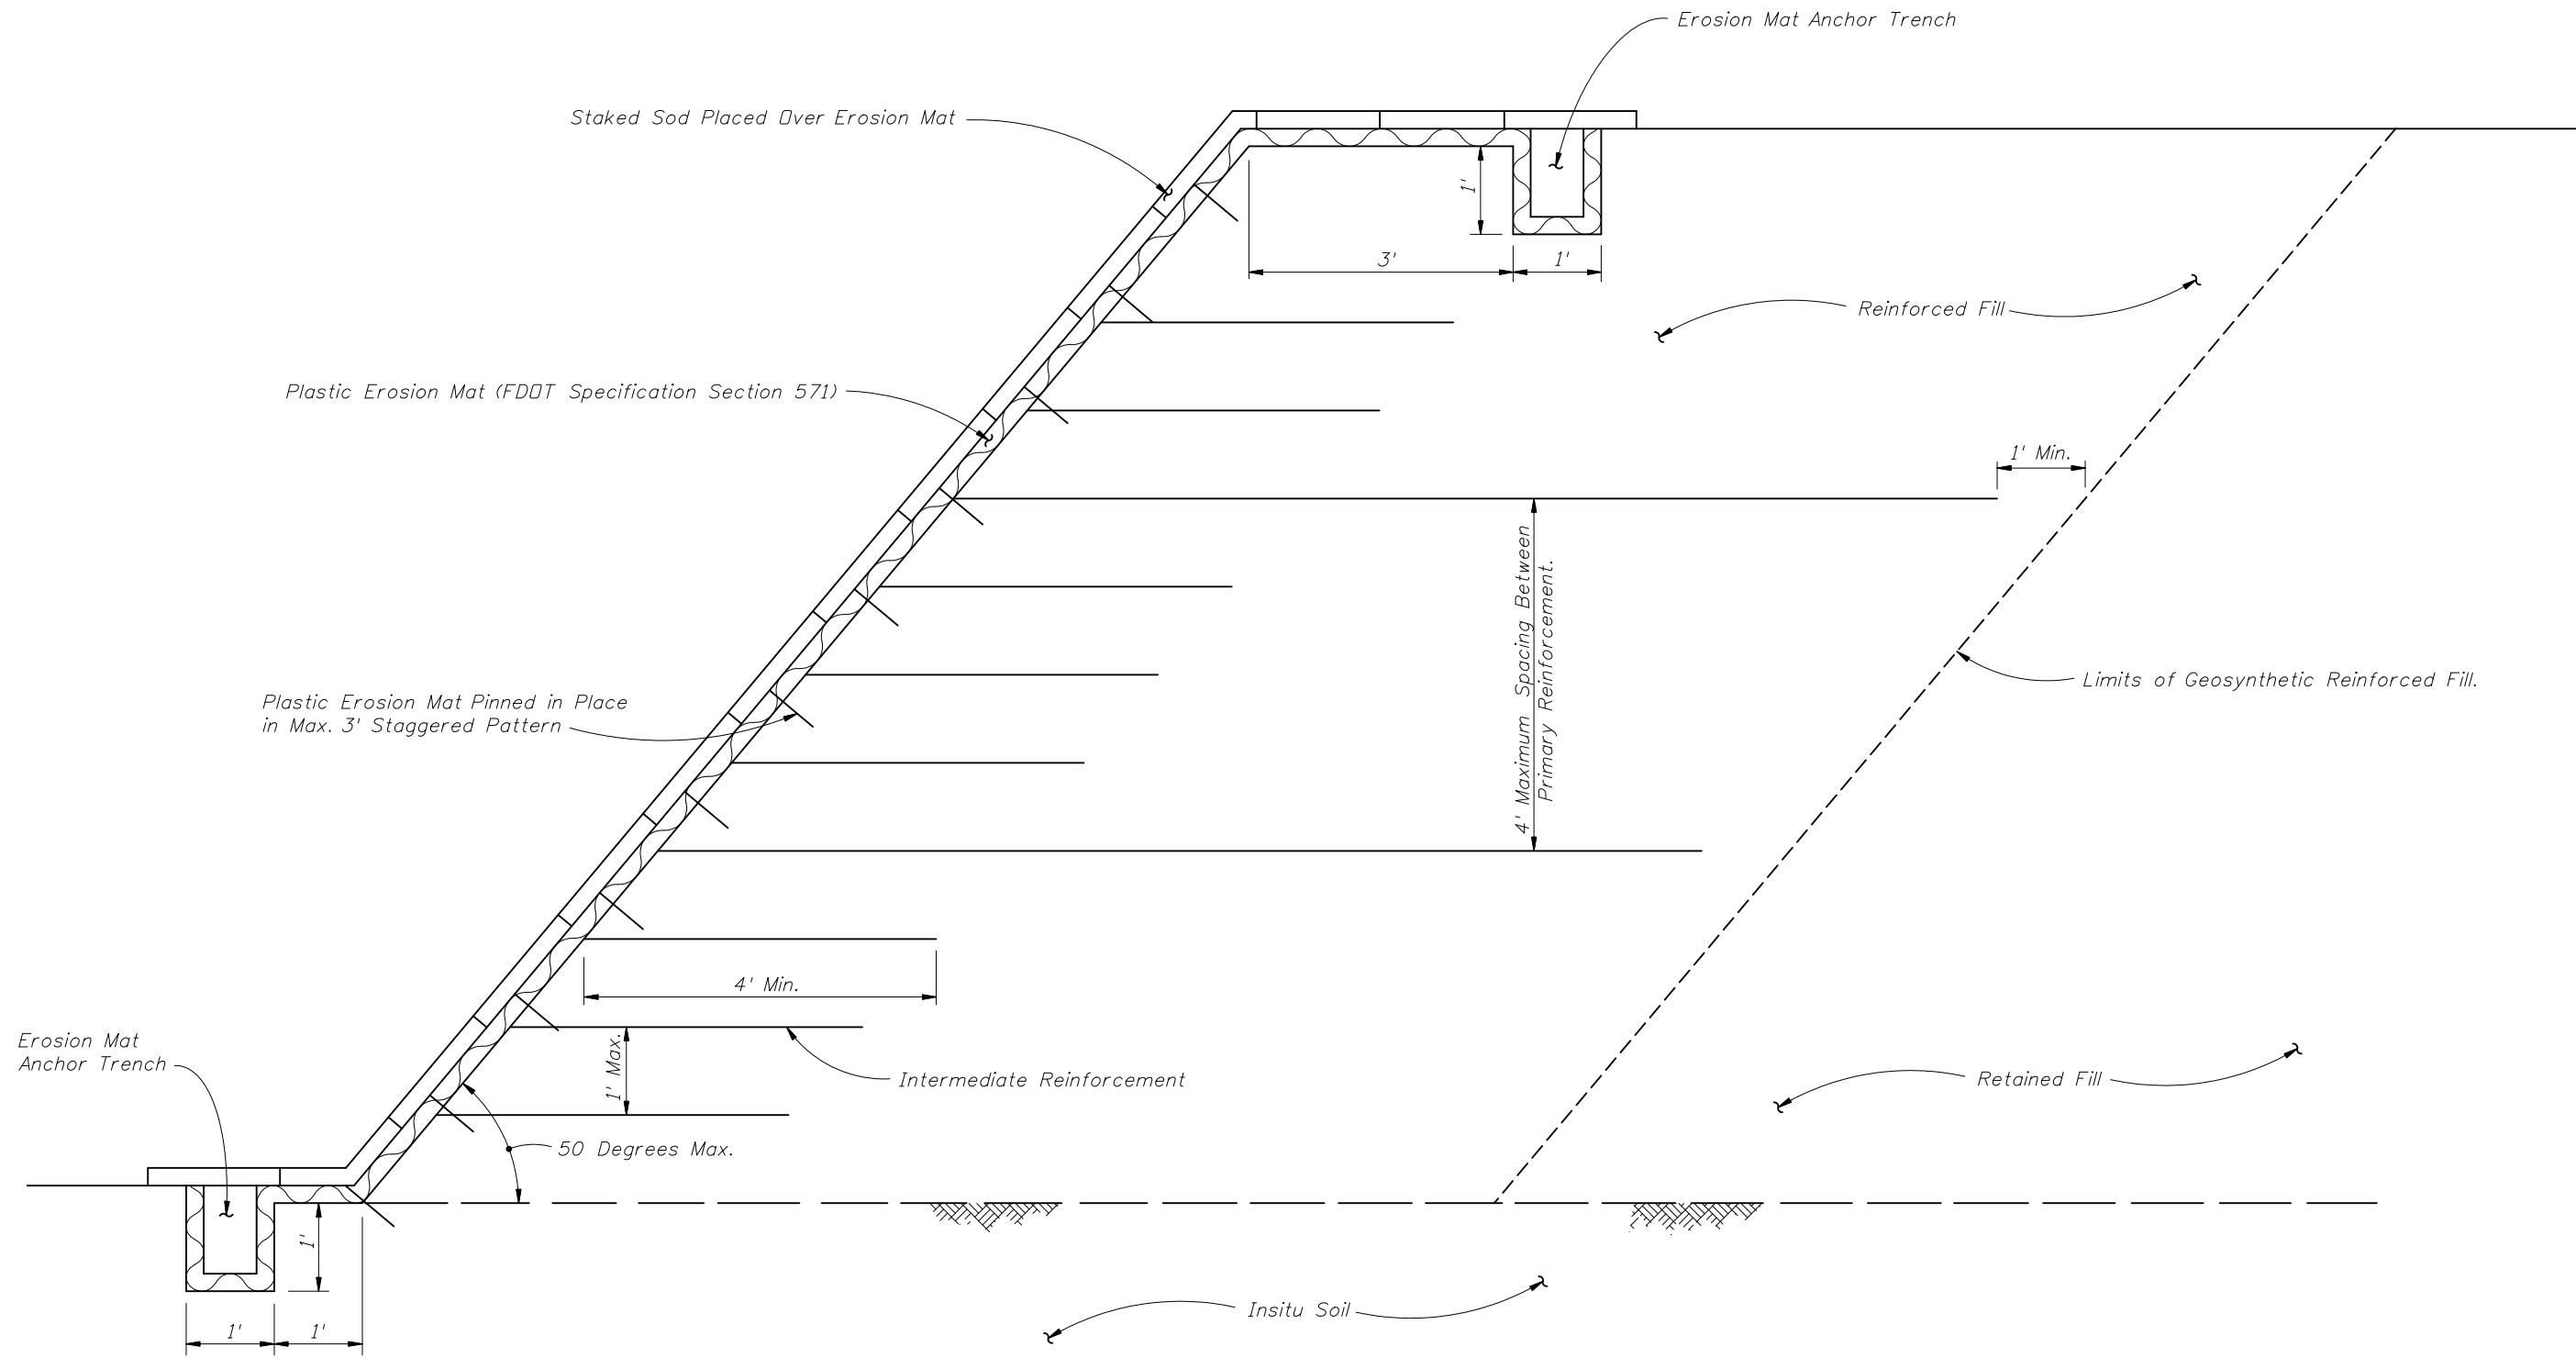 Erosion Mat Anchor Trench
Staked Sod Placed Over Erosion Mat
1'
3'
1'
Reinforced Fill
Plastic Erosion Mat (FDOT Specification Section 571)
1' Min.
4' Maximum Spacing Between
Primary Reinforcement.
Limits of Geosynthetic Reinforced Fill.
Plastic Erosion Mat Pinned in Place
in Max. 3' Staggered Pattern
4' Min.
Erosion Mat
Anchor Trench
1' Max.
Intermediate Reinforcement
Retained Fill
50 Degrees Max.
1'
Insitu Soil
1'
1'